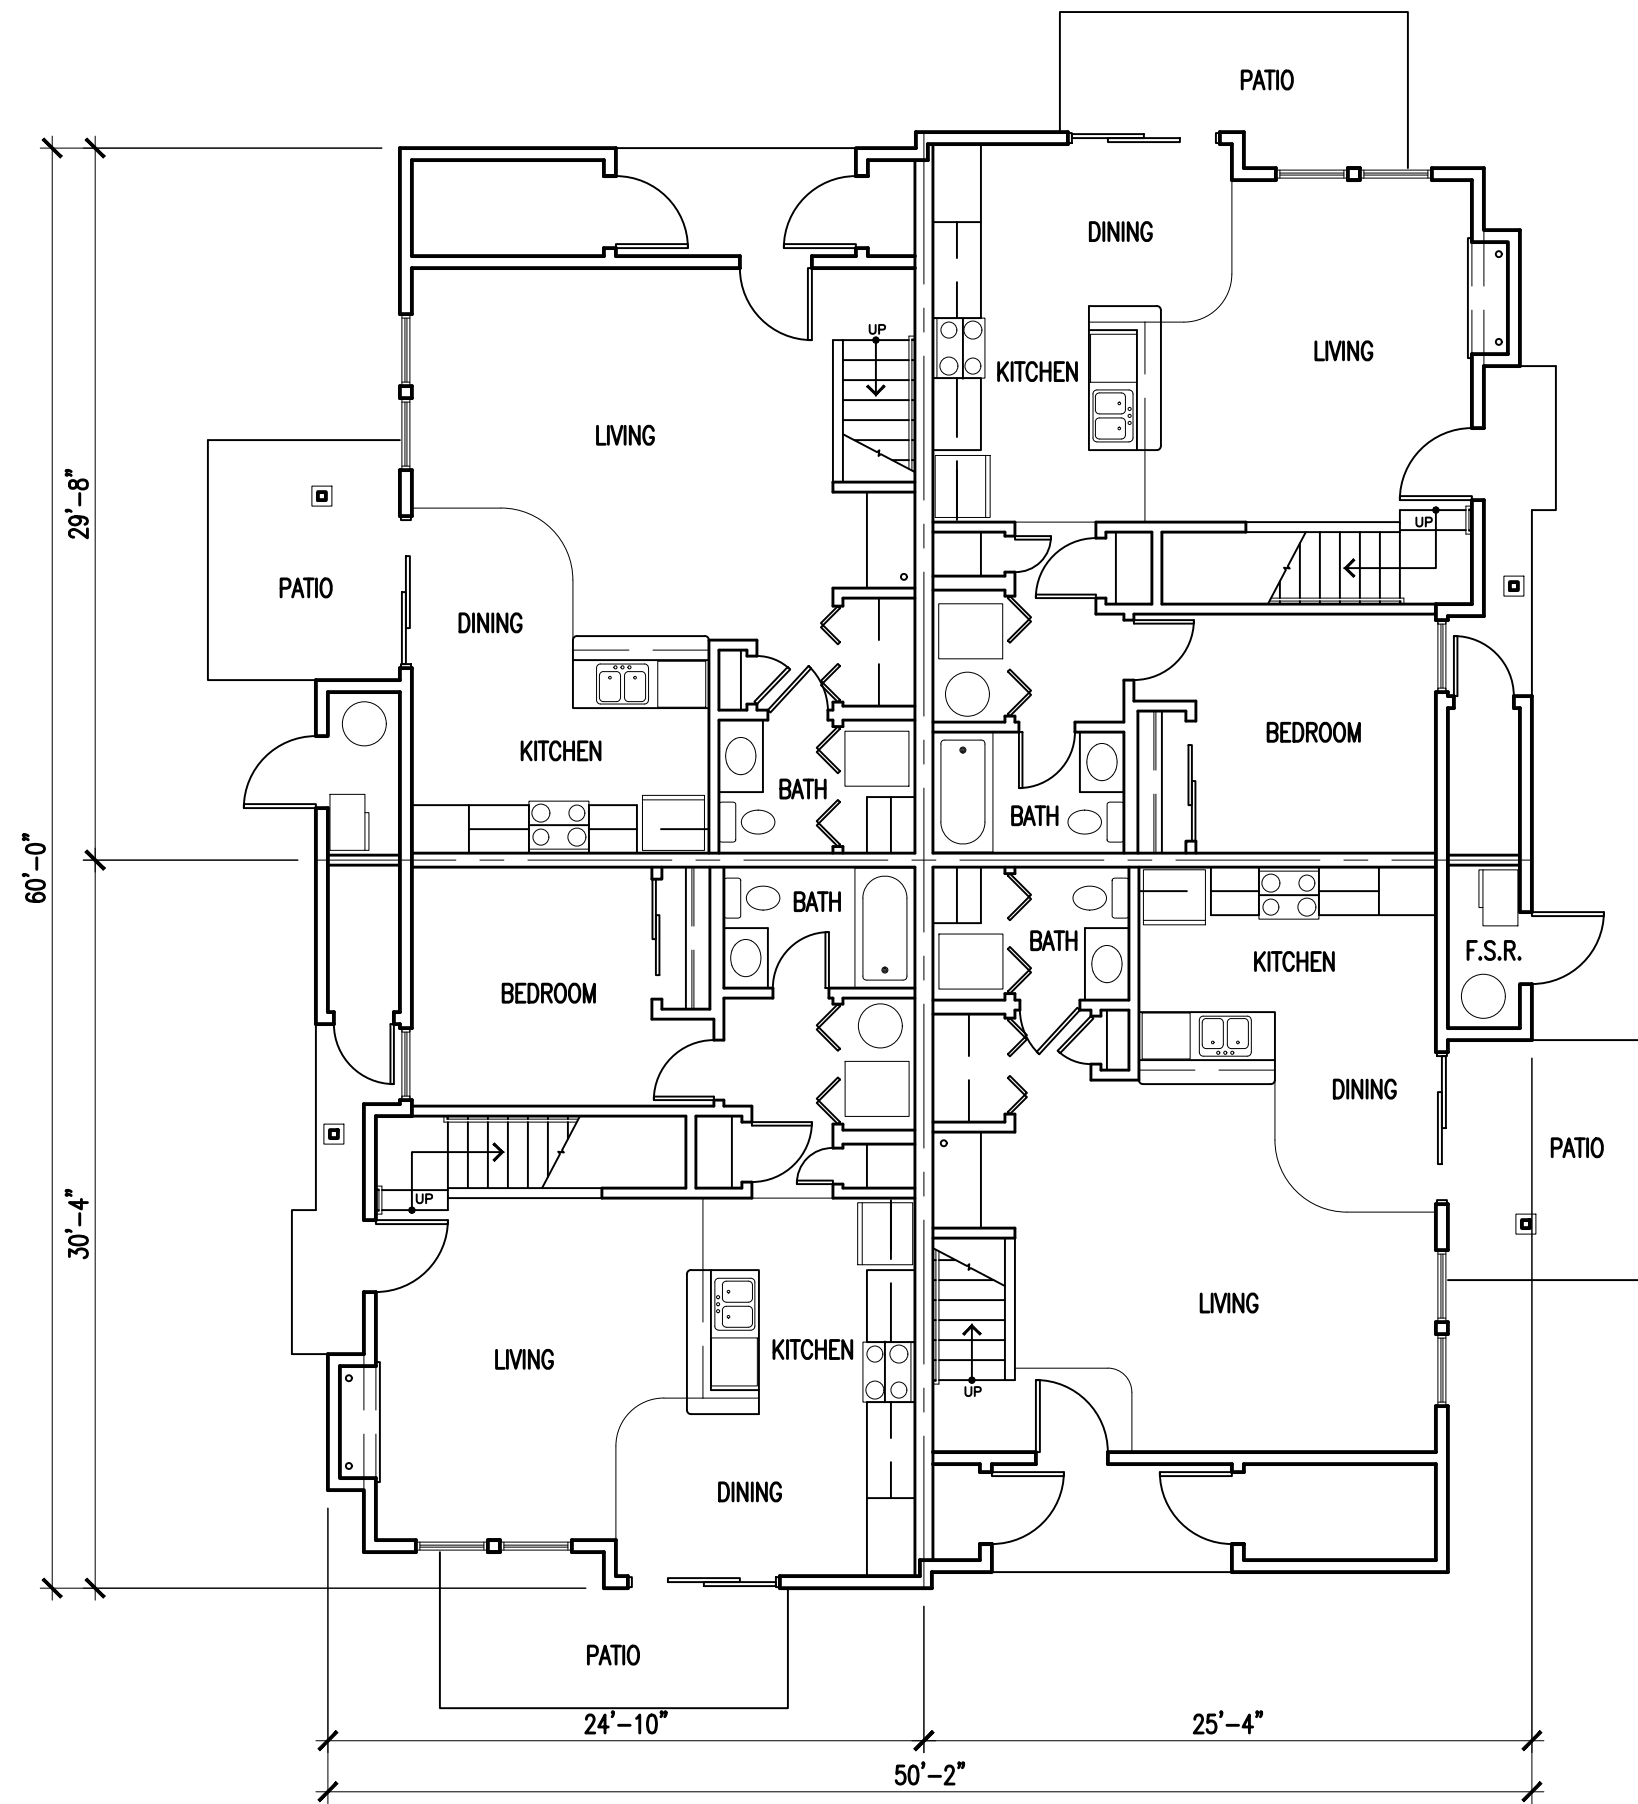 PATIO
DINING
UP
LIVING
KITCHEN
LIVING
29'-8"
UP
PATIO
DINING
BEDROOM
KITCHEN
BATH
BATH
60'-0"
BATH
BATH
KITCHEN
F.S.R.
BEDROOM
DINING
PATIO
UP
30'-4"
LIVING
KITCHEN
LIVING
UP
DINING
PATIO
24'-10"
25'-4"
50'-2"